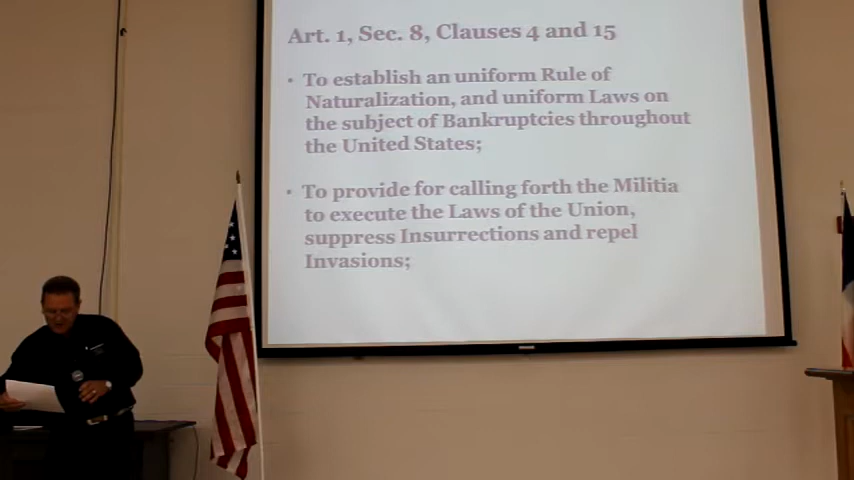 Art. 1, Sec. 8, Clauses 4 and 15
• To establish an uniform Rule of
Naturalization, and uniform Laws on
the subject of Bankruptcies throughout
the United States;
• To provide for calling forth the Militia
to execute the Laws of the Union,
suppress Insurrections and repel
Invasions;